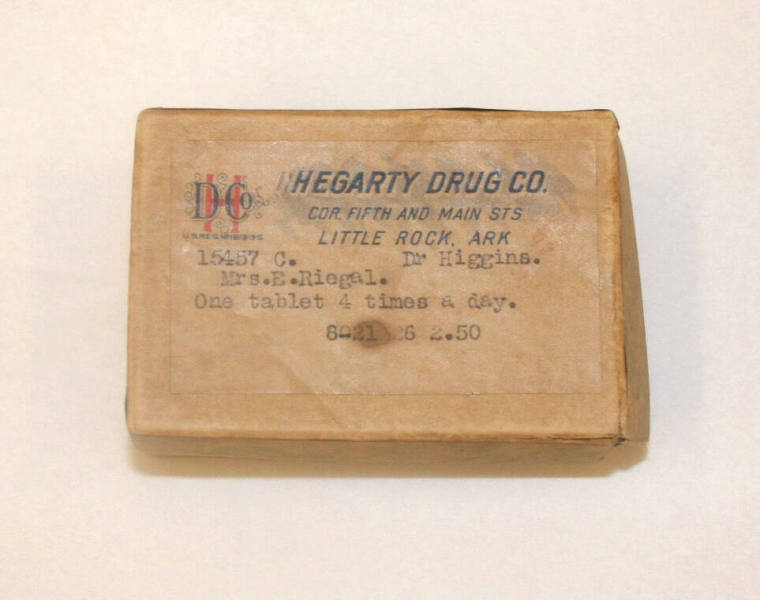 HDCo
HEGARTY DRUG CO.
COR. FIFTH AND MAIN STS
LITTLE ROCK, ARK
15457 C. Dr Higgins.
Mrs.E.Riegal.
One tablet 4 times a day.
2.50